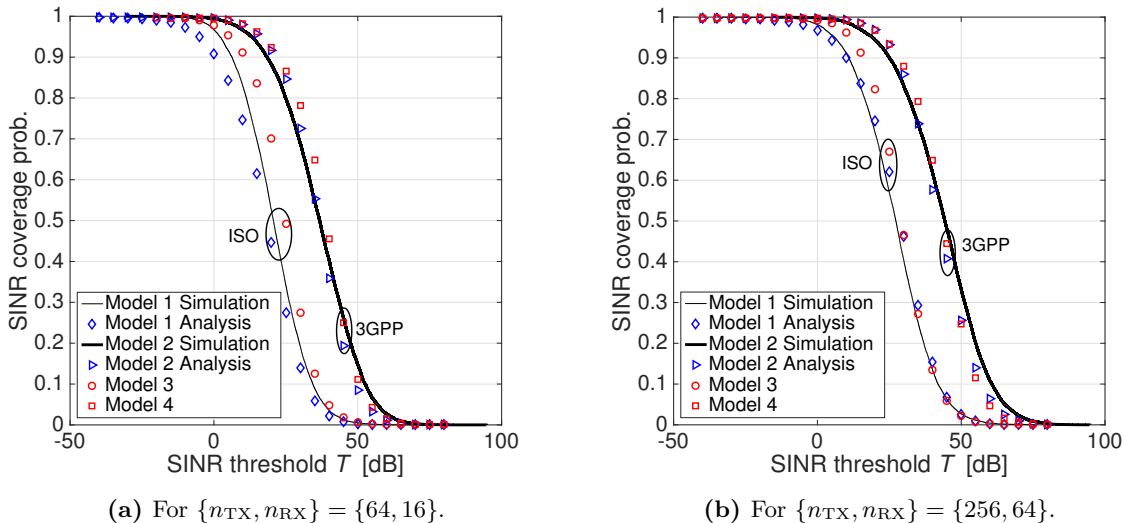 1
0.9
0.8
0.7
0.6
0.5
0.4
0.3
0.2
0.1
0
-50
0
50
100
SINR coverage prob.
SINR threshold T [dB]
ISO
3GPP
Model 1 Simulation
Model 1 Analysis
Model 2 Simulation
Model 2 Analysis
Model 3
Model 4
(a) For {nTX, nRX} = {64, 16}.
1
0.9
0.8
0.7
0.6
0.5
0.4
0.3
0.2
0.1
0
-50
0
50
100
SINR coverage prob.
SINR threshold T [dB]
ISO
3GPP
Model 1 Simulation
Model 1 Analysis
Model 2 Simulation
Model 2 Analysis
Model 3
Model 4
(b) For {nTX, nRX} = {256, 64}.